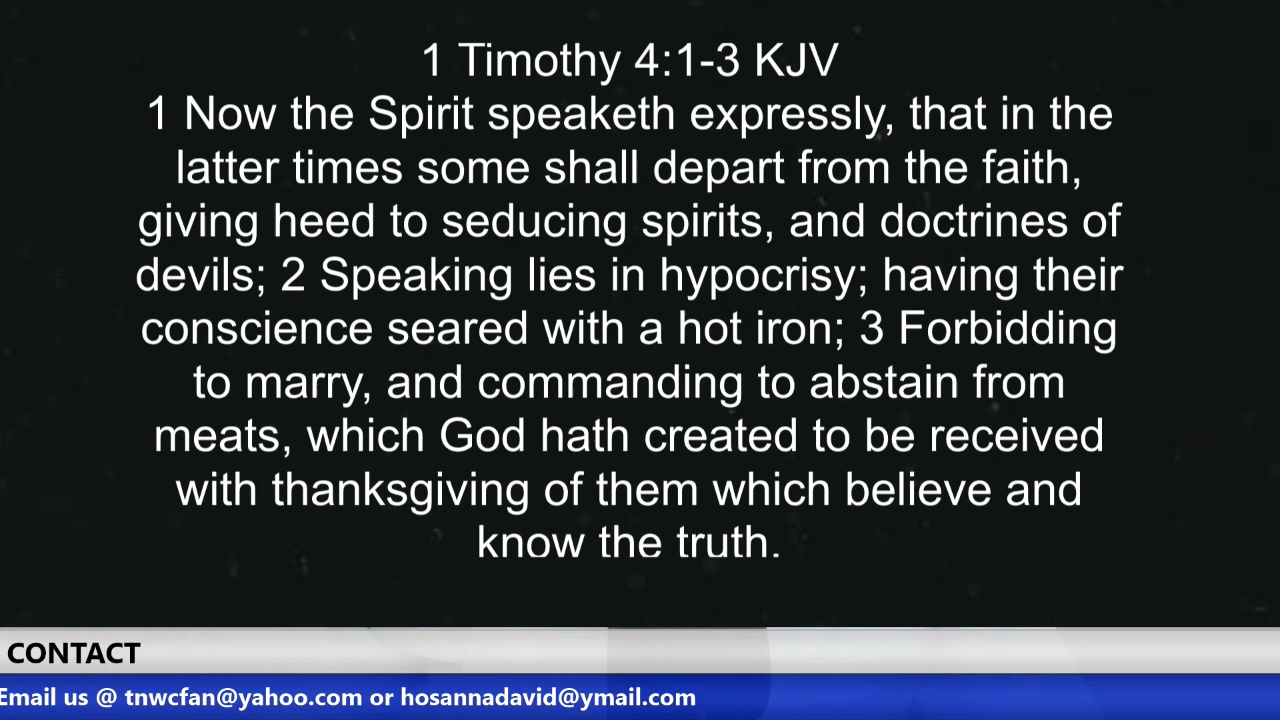 1 Timothy 4:1-3 KJV
1 Now the Spirit speaketh expressly, that in the
latter times some shall depart from the faith,
giving heed to seducing spirits, and doctrines of
devils; 2 Speaking lies in hypocrisy; having their
conscience seared with a hot iron; 3 Forbidding
to marry, and commanding to abstain from
meats, which God hath created to be received
with thanksgiving of them which believe and
know the truth.
CONTACT
Email us @ tnwcfan@yahoo.com or hosannadavid@ymail.com